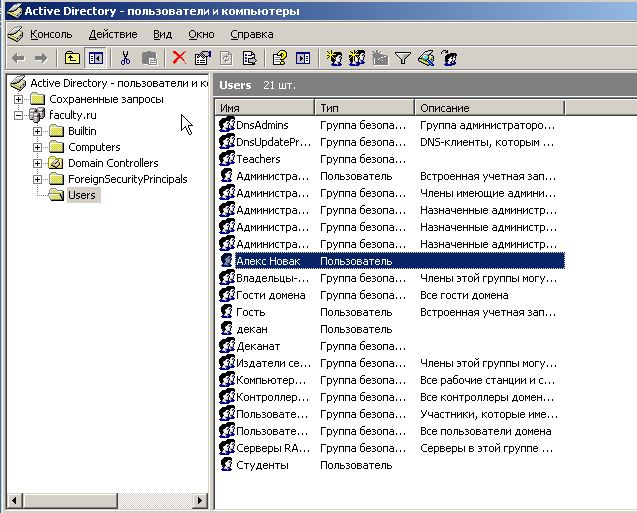 Active Directory - пользователи и компьютеры
Консоль Действие Вид Окно Справка
Active Directory - пользователи и ко
Сохраненные запросы
faculty.ru
Builtin
Computers
Domain Controllers
ForeignSecurityPrincipals
Users
Users 21 шт.
Имя Тип Описание
DnsAdmins Группа безопа... Группа администраторо...
DnsUpdatePr... Группа безопа... DNS-клиенты, которым ...
Teachers Группа безопа...
Администра... Пользователь Встроенная учетная зап...
Администра... Группа безопа... Члены имеющие админи...
Администра... Группа безопа... Назначенные администр...
Администра... Группа безопа... Назначенные администр...
Администра... Группа безопа... Назначенные администр...
Алекс Новак Пользователь
Владельцы-... Группа безопа... Члены этой группы могу...
Гости домена Группа безопа... Все гости домена
Гость Пользователь Встроенная учетная зап...
декан Пользователь
Деканат Группа безопа...
Издатели се... Группа безопа... Члены этой группы могу...
Компьютер... Группа безопа... Все рабочие станции и с...
Контроллер... Группа безопа... Все контроллеры домен...
Пользовате... Группа безопа... Участники, которые име...
Пользовате... Группа безопа... Все пользователи домена
Серверы RA... Группа безопа... Серверы в этой группе ...
Студенты Пользователь